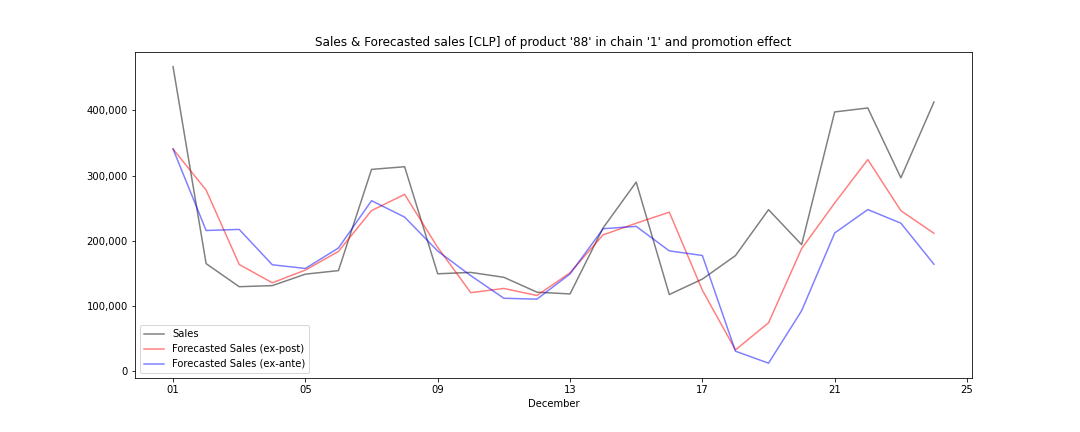 Sales & Forecasted sales [CLP] of product '88' in chain '1' and promotion effect
400,000
300,000
200,000
100,000
0
Sales
Forecasted Sales (ex-post)
Forecasted Sales (ex-ante)
01 05 09 13 17 21 25
December